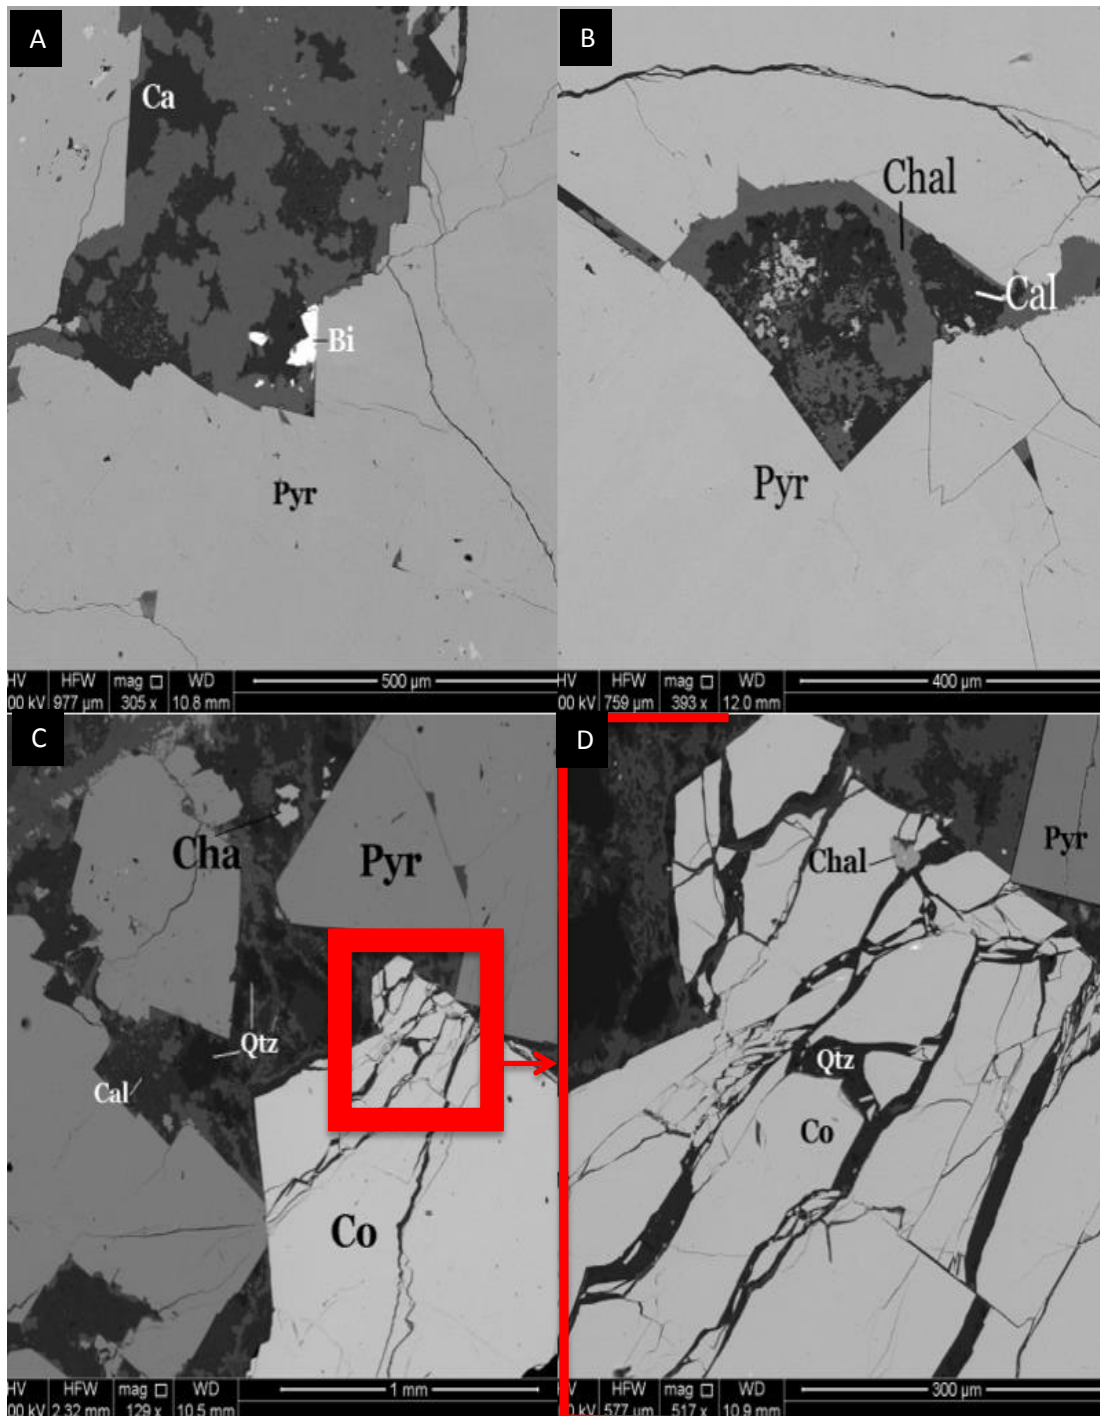 A
Ca
Bi
Pyr
HV HFW mag □ WD 500 µm
00 kV 977 µm 305 x 10.8 mm
B
Chal
Cal
Pyr
HV HFW mag □ WD 400 µm
00 kV 759 µm 393 x 12.0 mm
C
Cha
Pyr
Qtz
Cal
Co
HV HFW mag □ WD 1 mm
00 kV 2.32 mm 129 x 10.5 mm
D
Pyr
Chal
Qtz
Co
HFW mag □ WD 300 µm
kV 577 µm 517 x 10.9 mm